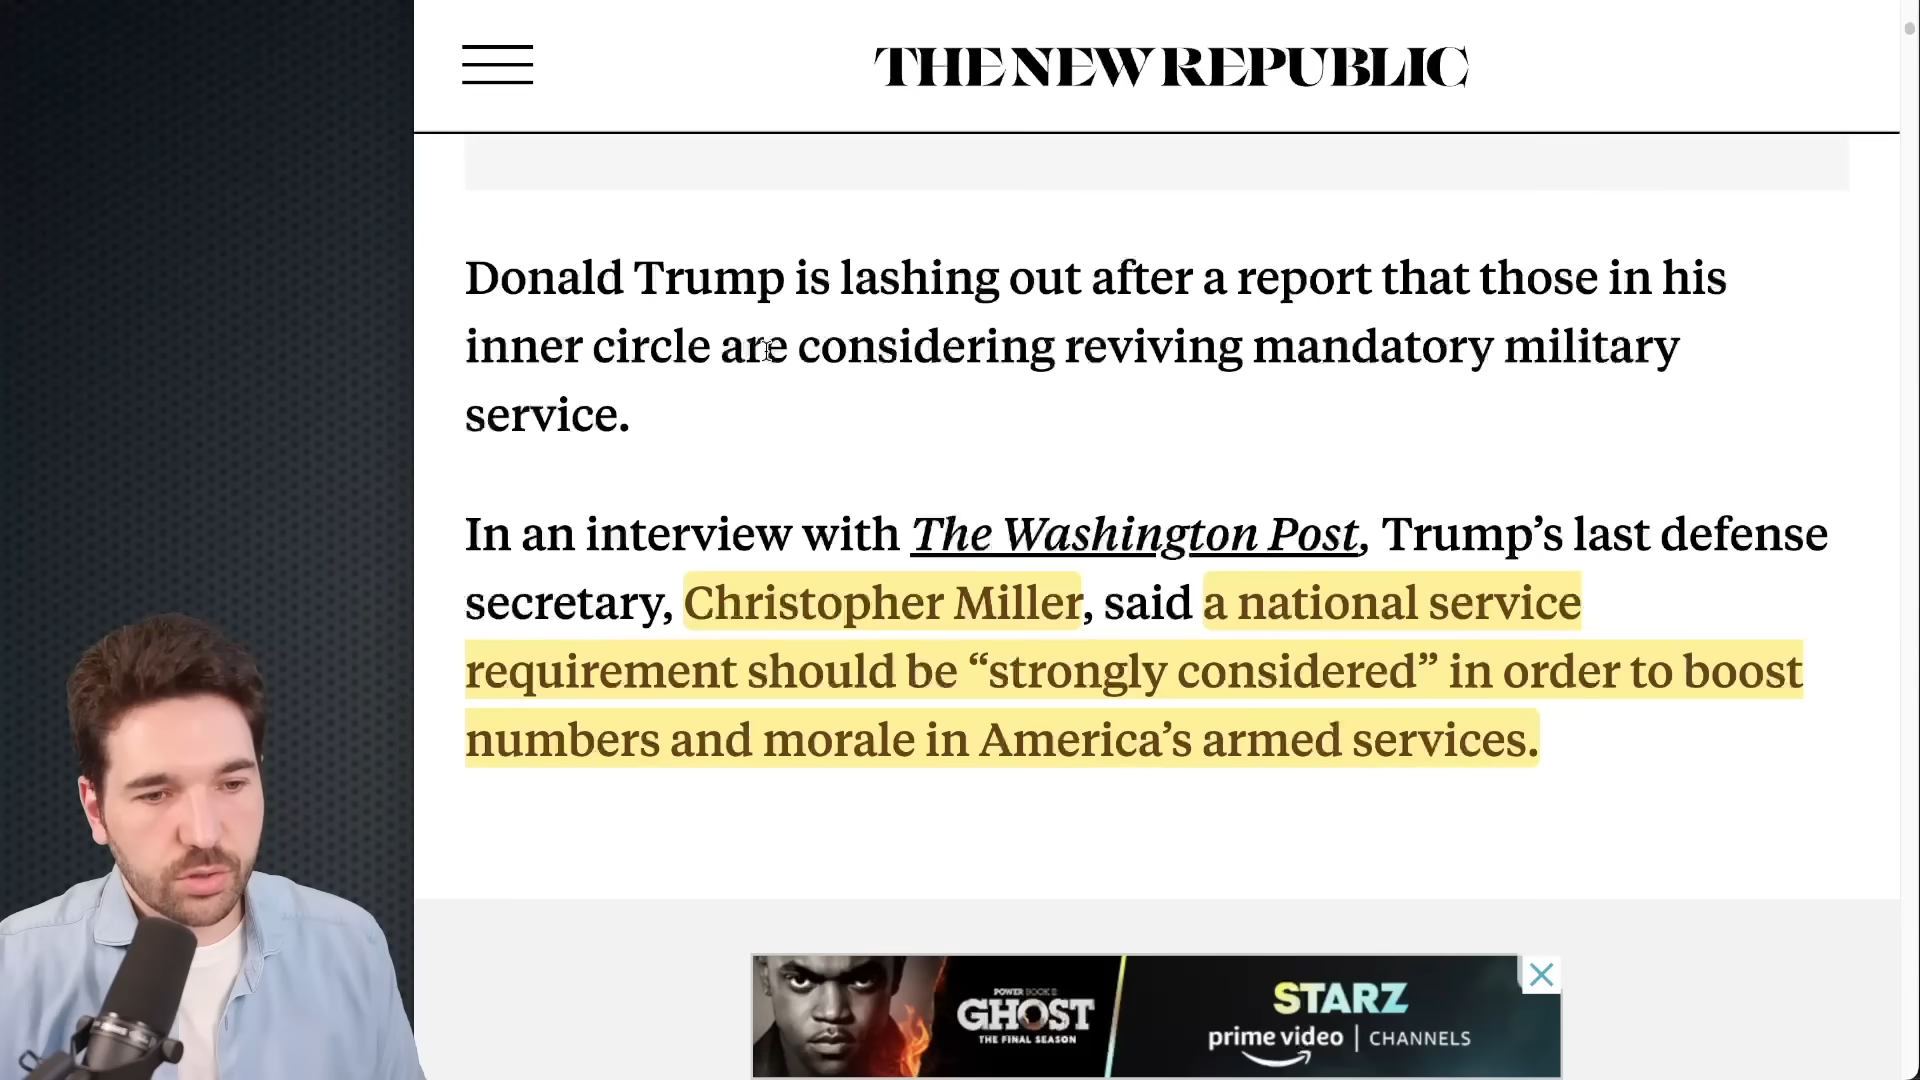 THE NEW REPUBLIC
Donald Trump is lashing out after a report that those in his
inner circle are considering reviving mandatory military
service.
In an interview with The Washington Post, Trump’s last defense
secretary, Christopher Miller, said a national service
requirement should be “strongly considered” in order to boost
numbers and morale in America’s armed services.
POWER BOOK II:
GHOST
THE FINAL SEASON
STARZ
prime video | CHANNELS